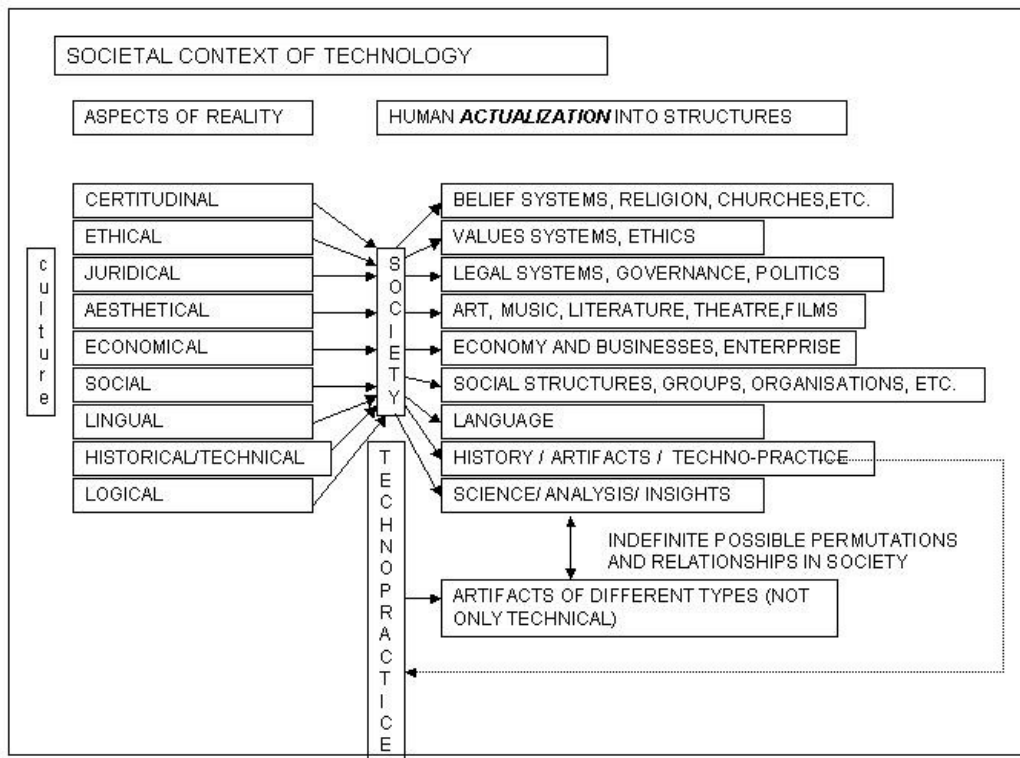 SOCIETAL CONTEXT OF TECHNOLOGY
ASPECTS OF REALITY
HUMAN ACTUALIZATION INTO STRUCTURES
culture
CERTITUDINAL
ETHICAL
JURIDICAL
AESTHETICAL
ECONOMICAL
SOCIAL
LINGUAL
HISTORICAL/TECHNICAL
LOGICAL
SOCIETY
BELIEF SYSTEMS, RELIGION, CHURCHES,ETC.
VALUES SYSTEMS, ETHICS
LEGAL SYSTEMS, GOVERNANCE, POLITICS
ART, MUSIC, LITERATURE, THEATRE,FILMS
ECONOMY AND BUSINESSES, ENTERPRISE
SOCIAL STRUCTURES, GROUPS, ORGANISATIONS, ETC.
LANGUAGE
HISTORY / ARTIFACTS / TECHNO-PRACTICE
SCIENCE/ ANALYSIS/ INSIGHTS
TECHNOPRACTICE
INDEFINITE POSSIBLE PERMUTATIONS
AND RELATIONSHIPS IN SOCIETY
ARTIFACTS OF DIFFERENT TYPES (NOT
ONLY TECHNICAL)